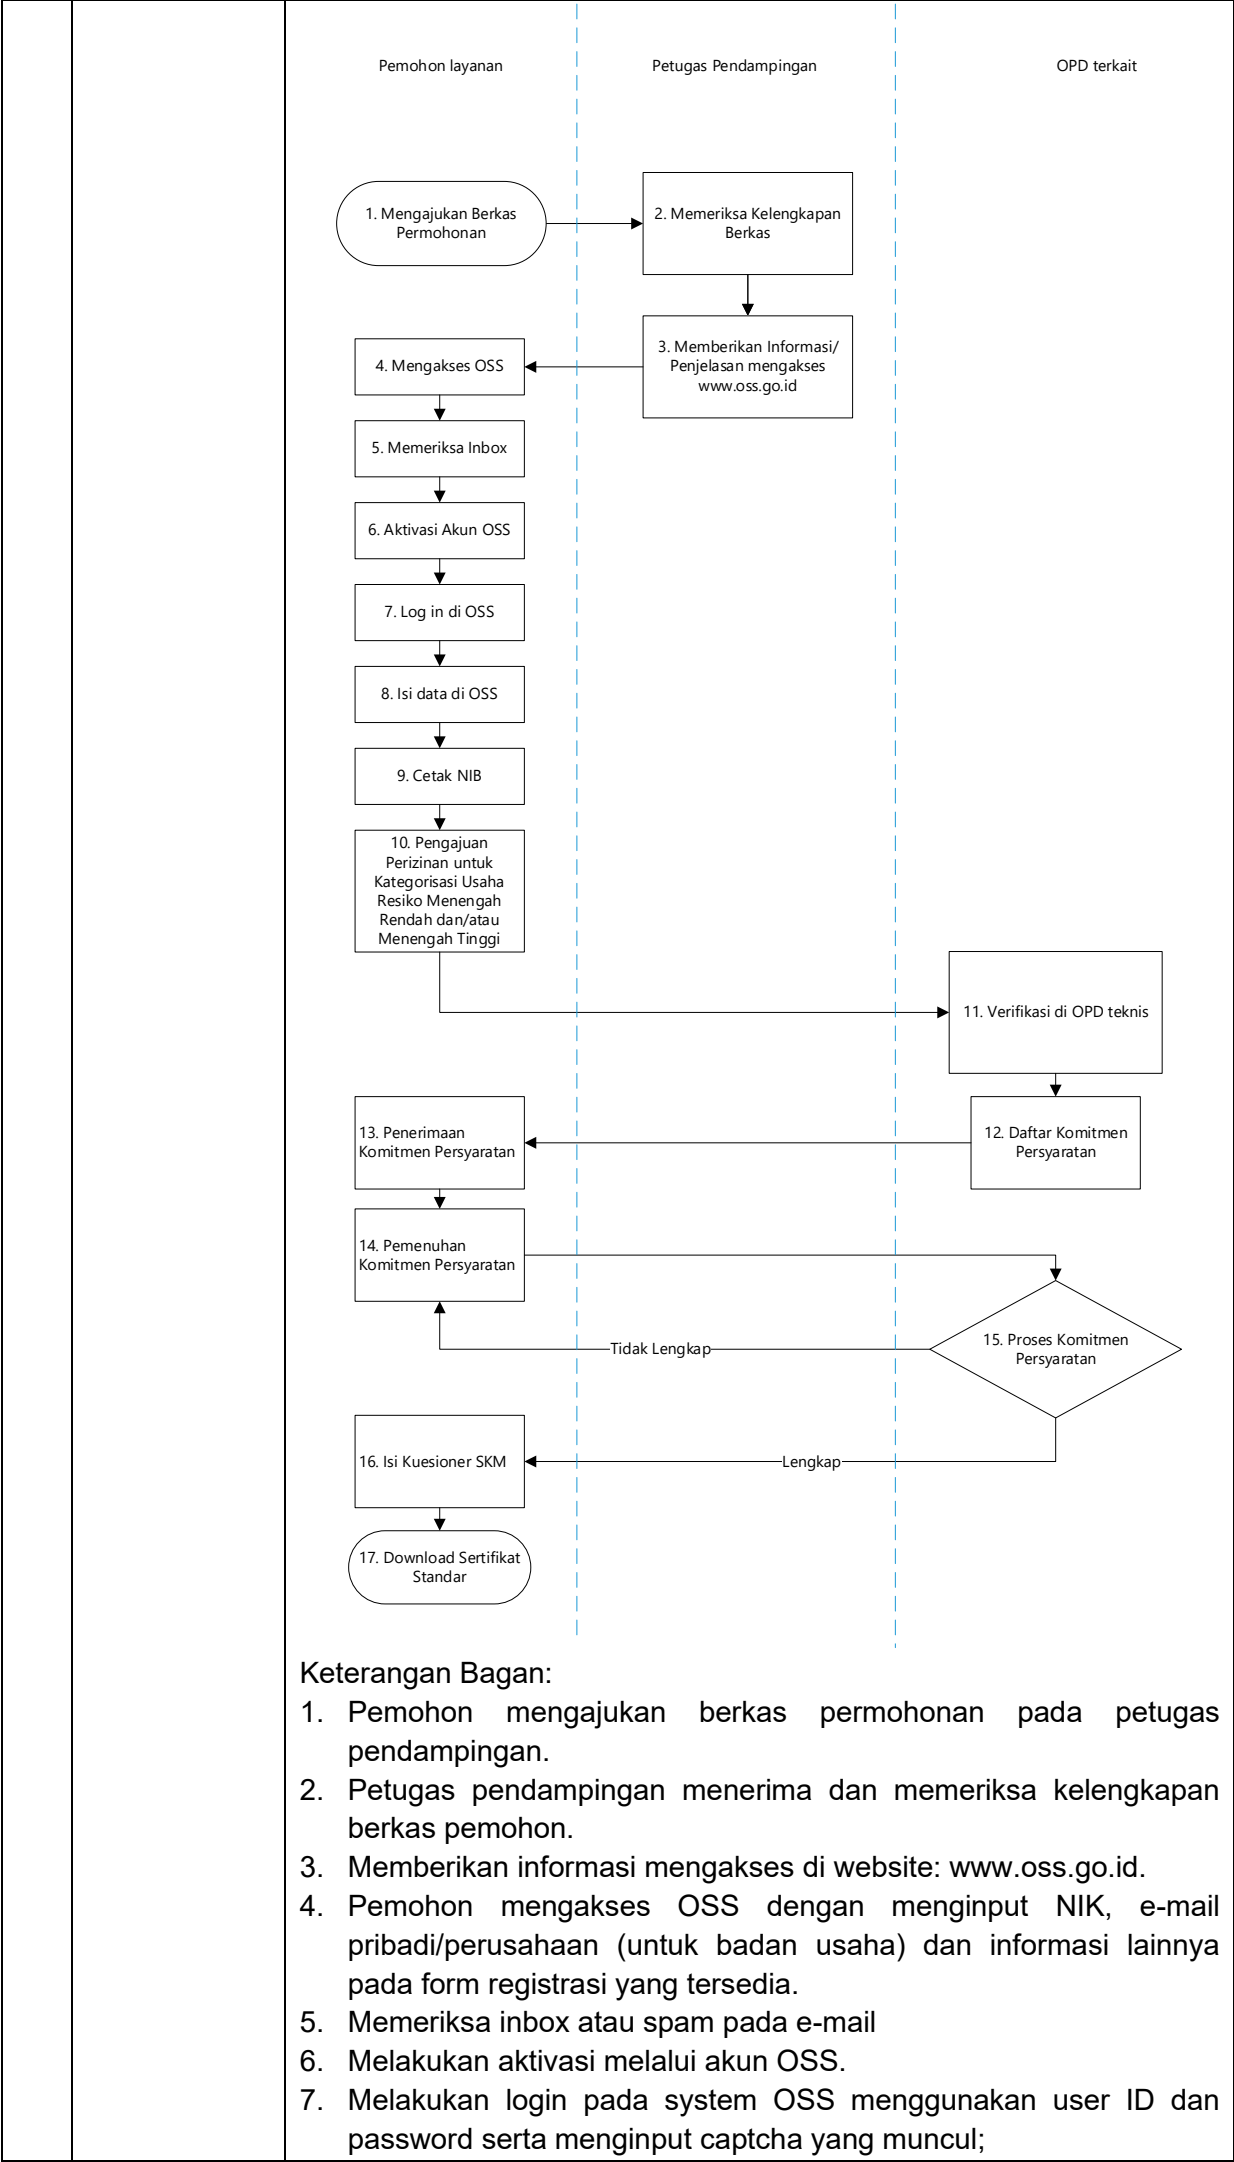 Pemohon layanan
Petugas Pendampingan
OPD terkait
1. Mengajukan Berkas
Permohonan
2. Memeriksa Kelengkapan
Berkas
3. Memberikan Informasi/
Penjelasan mengakses
www.oss.go.id
4. Mengakses OSS
5. Memeriksa Inbox
6. Aktivasi Akun OSS
7. Log in di OSS
8. Isi data di OSS
9. Cetak NIB
10. Pengajuan
Perizinan untuk
Kategorisasi Usaha
Resiko Menengah
Rendah dan/atau
Menengah Tinggi
11. Verifikasi di OPD teknis
12. Daftar Komitmen
Persyaratan
13. Penerimaan
Komitmen Persyaratan
14. Pemenuhan
Komitmen Persyaratan
15. Proses Komitmen
Persyaratan
Tidak Lengkap
Lengkap
16. Isi Kuesioner SKM
17. Download Sertifikat
Standar
Keterangan Bagan:
1. Pemohon mengajukan berkas permohonan pada petugas
pendampingan.
2. Petugas pendampingan menerima dan memeriksa kelengkapan
berkas pemohon.
3. Memberikan informasi mengakses di website: www.oss.go.id.
4. Pemohon mengakses OSS dengan menginput NIK, e-mail
pribadi/perusahaan (untuk badan usaha) dan informasi lainnya
pada form registrasi yang tersedia.
5. Memeriksa inbox atau spam pada e-mail
6. Melakukan aktivasi melalui akun OSS.
7. Melakukan login pada system OSS menggunakan user ID dan
password serta menginput captcha yang muncul;